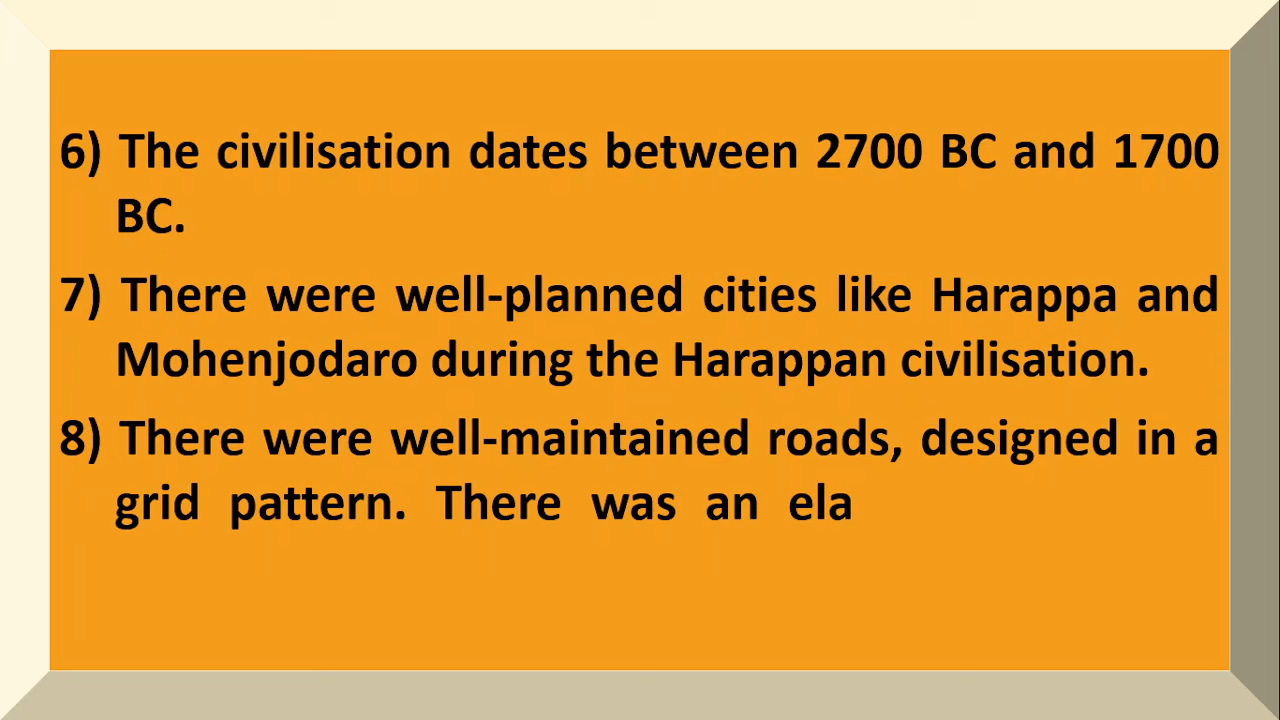 6) The civilisation dates between 2700 BC and 1700
BC.
7) There were well-planned cities like Harappa and
Mohenjodaro during the Harappan civilisation.
8) There were well-maintained roads, designed in a
grid pattern. There was an ela